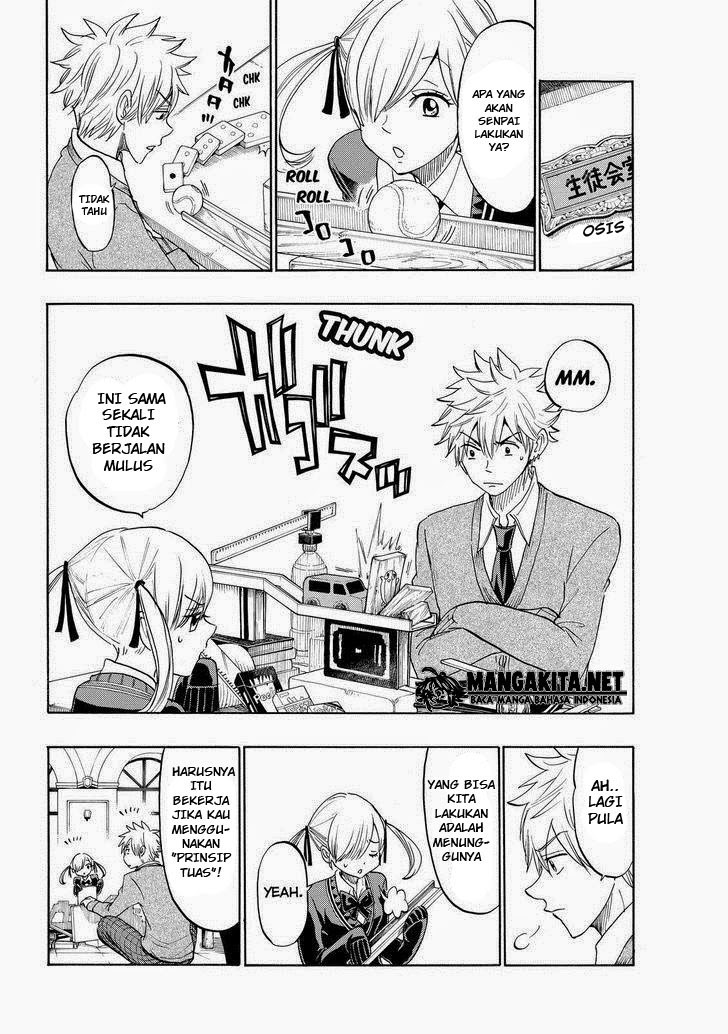 生徒会室
OSIS
APA YANG
AKAN
SENPAI
LAKUKAN
YA?
ROLL
ROLL
コロ
コロ
カタ
カタタ
CHK
CHK
TIDAK
TAHU
MM.
THUNK
ガガスッ
INI SAMA
SEKALI
TIDAK
BERJALAN
MULUS
MANGAKITA.NET
BACA MANGA BAHASA INDONESIA
AH..
LAGI
PULA
YANG BISA
KITA
LAKUKAN
ADALAH
MENUNG-
GUNYA
YEAH.
HARUSNYA
ITU
BEKERJA
JIKA KAU
MENGGU-
NAKAN
"PRINSIP
TUAS"!